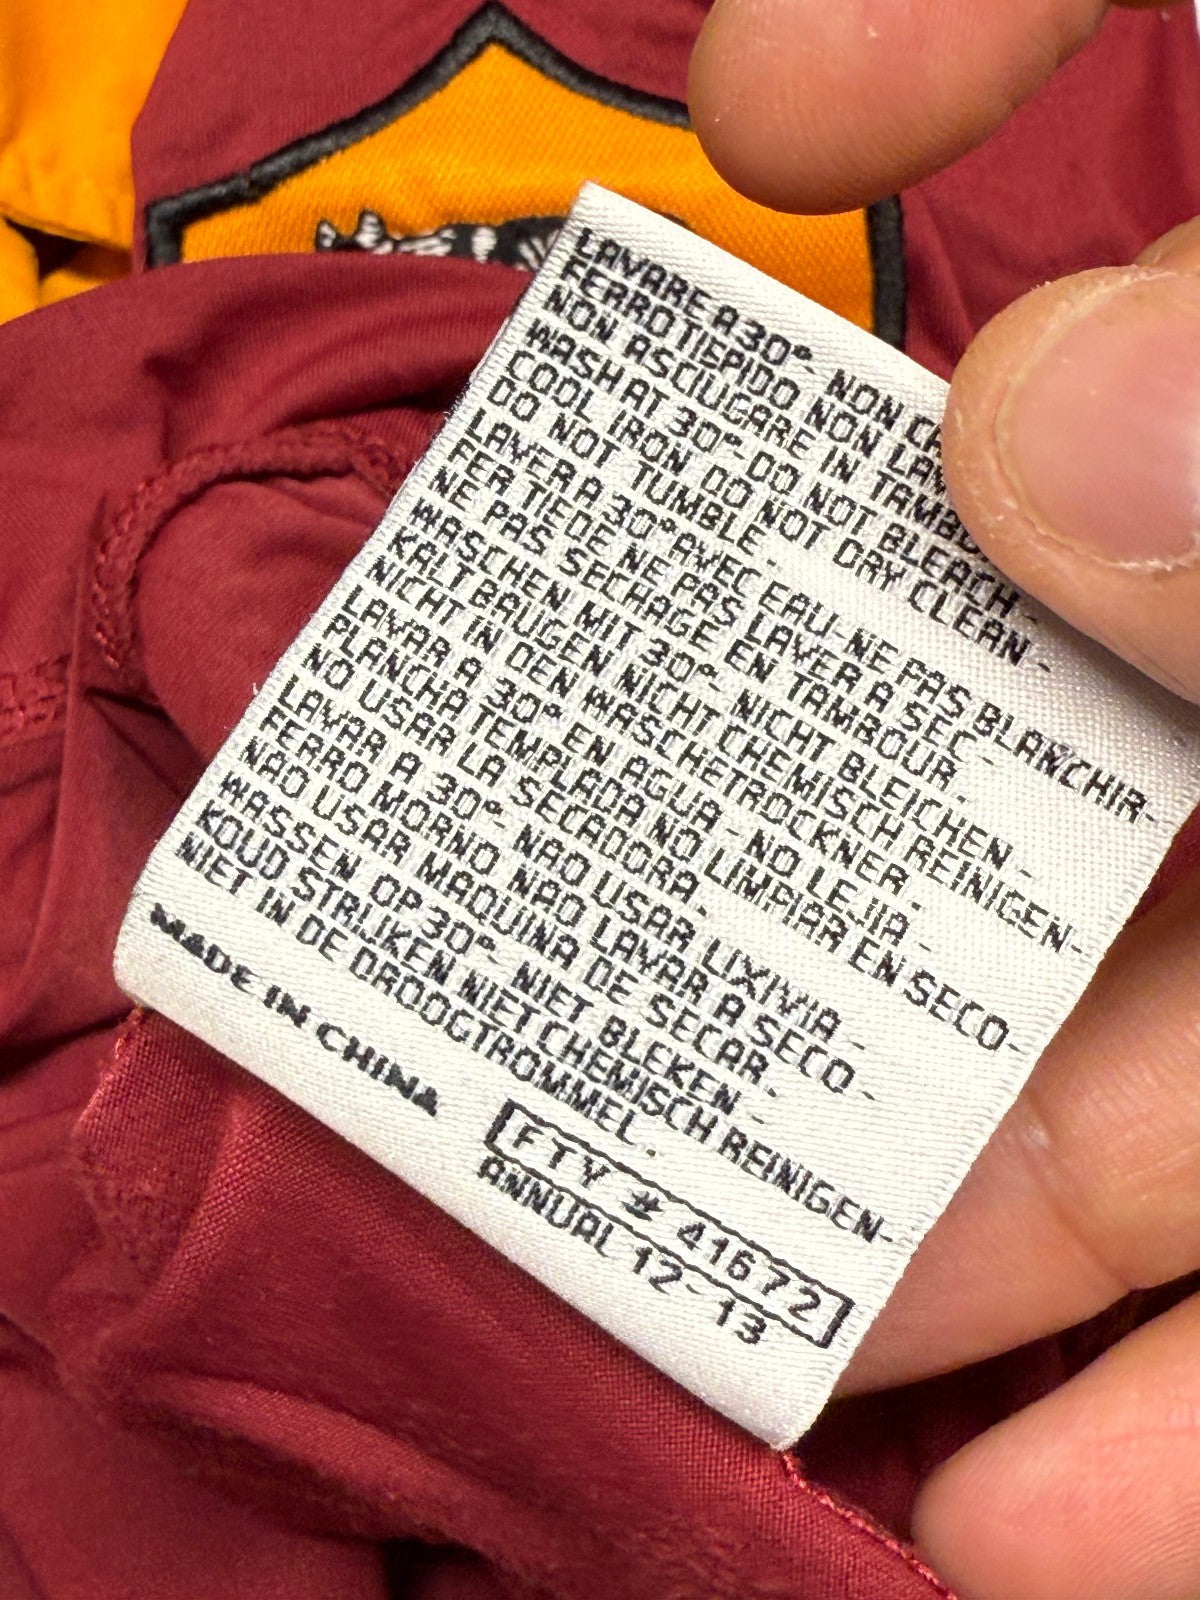 LAVARE A 30°- NON
FERRO TIEPIDO NON
NON ASCIUGARE IN
WASH AT 30°-DO NOT BLEACH -
COOL IRON DO NOT DRY CLEAN -
DO NOT TUMBLE -
LAVER A 30° AVEC EAU-NE PAS BLANCHIR-
FER TIEDE NE PAS LAVER A SEC -
NE PAS SECHAGE EN TAMBOUR -
WASCHEN MIT 30°- NICHT BLEICHEN -
KALT BAUGEN NICHT CHEMISCH REINIGEN-
NICHT IN DEN WASCHETROCKNER -
LAVAR A 30° EN AGUA - NO LEJIA -
PLANCHA TEMPLADA NO LIMPIAR EN SECO-
NO USAR LA SECADORA -
LAVAR A 30°- NAO USAR LIXIVIA -
FERRO MORNO NAO LAVAR A SECO -
NAO USAR MAQUINA DE SECAR -
WASSEN OP 30°- NIET BLEKEN -
KOUD STRIJKEN NIET CHEMISCH REINIGEN-
NIET IN DE DROOGTROMMEL -
MADE IN CHINA
FTY # 41672
ANNUAL 12-13